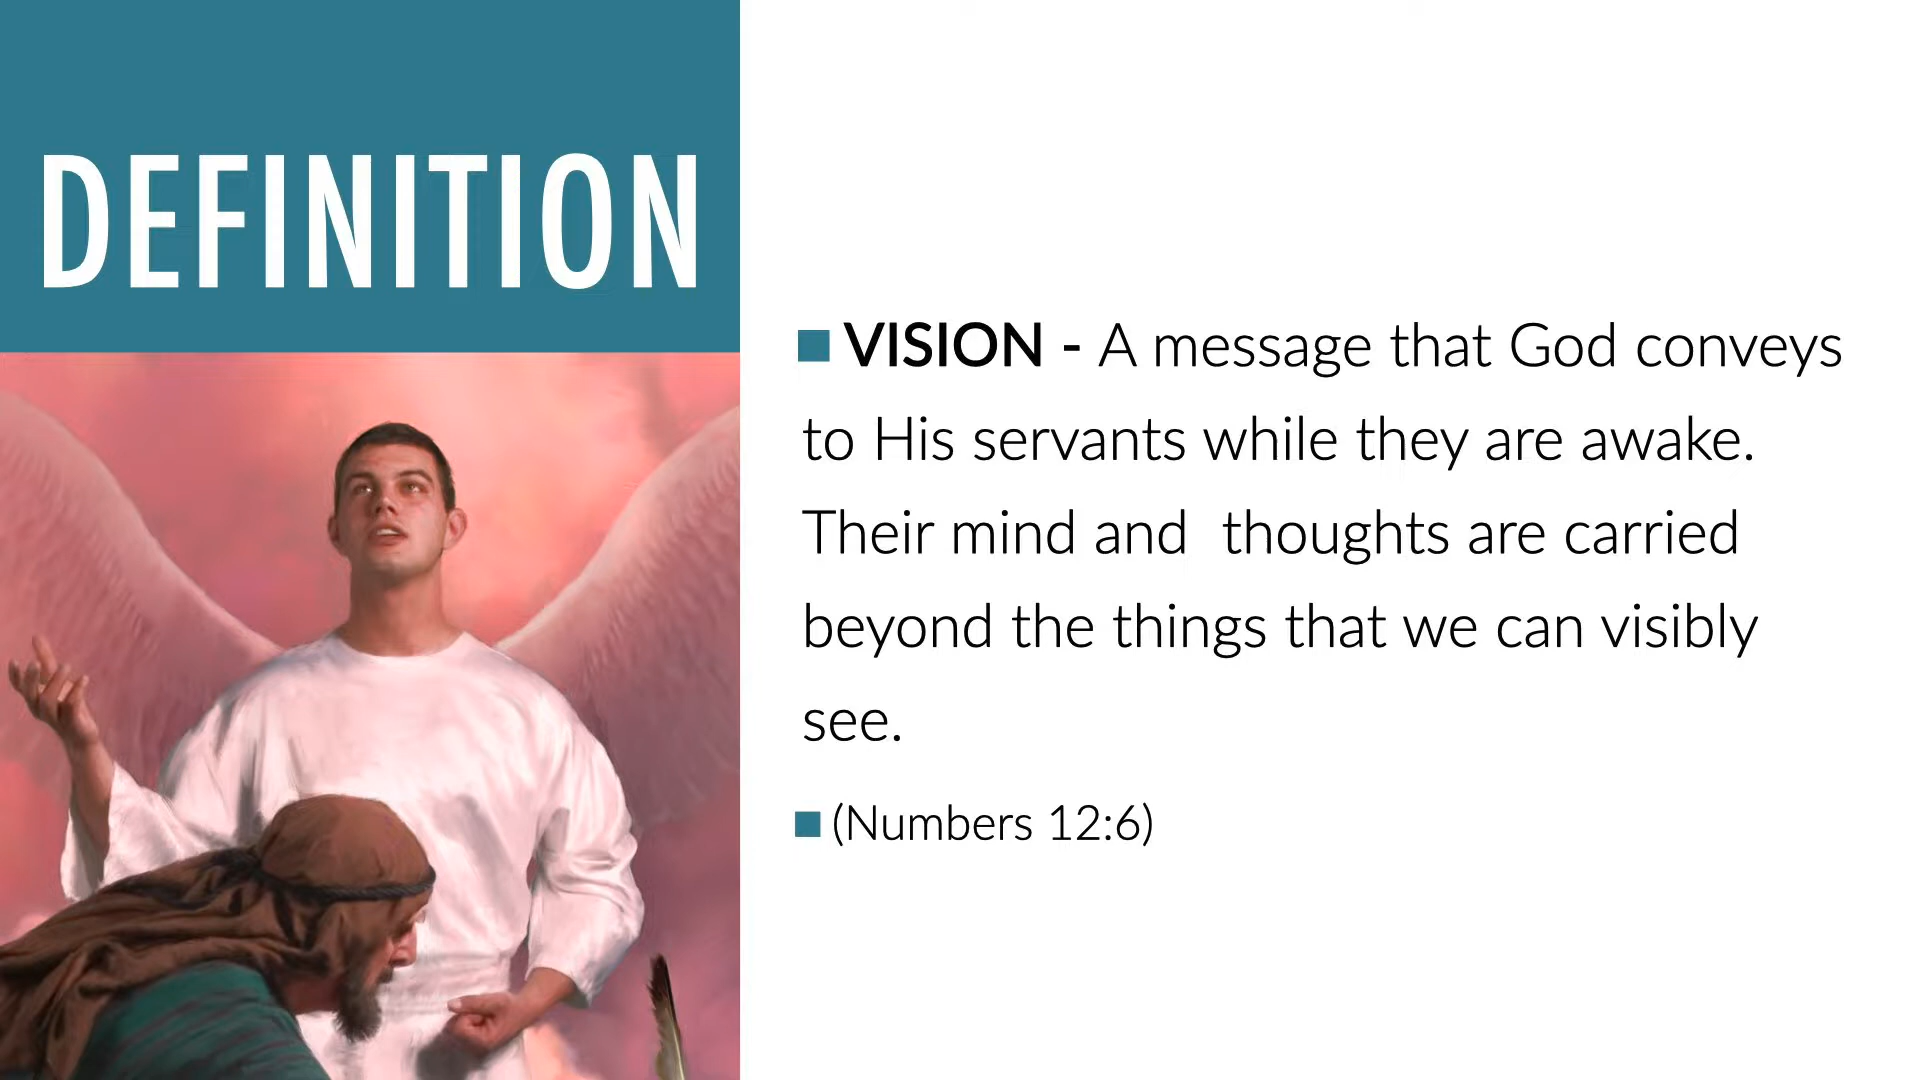 DEFINITION
VISION - A message that God conveys
to His servants while they are awake.
Their mind and  thoughts are carried
beyond the things that we can visibly
see.
(Numbers 12:6)